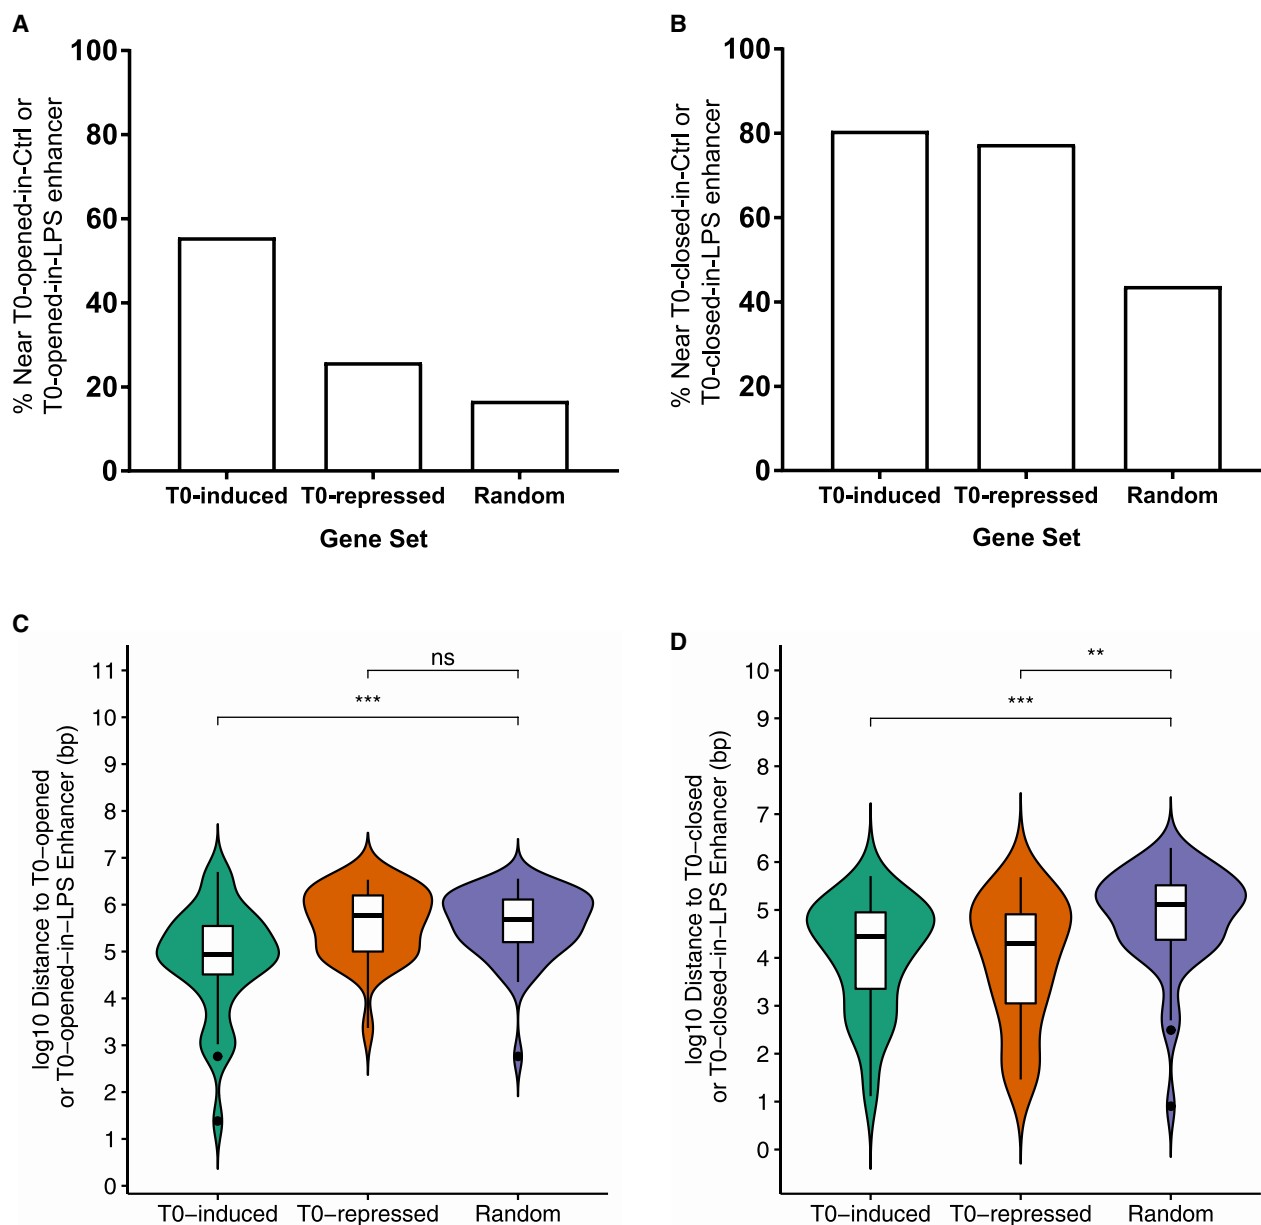 A
% Near T0-opened-in-Ctrl or
T0-opened-in-LPS enhancer
100
80
60
40
20
0
T0-induced T0-repressed Random
Gene Set
B
% Near T0-closed-in-Ctrl or
T0-closed-in-LPS enhancer
100
80
60
40
20
0
T0-induced T0-repressed Random
Gene Set
C
log10 Distance to T0−opened
or T0−opened−in−LPS Enhancer (bp)
11
10
9
8
7
6
5
4
3
2
1
0
ns
***
T0−induced T0−repressed Random
D
log10 Distance to T0−closed
or T0−closed−in−LPS Enhancer (bp)
10
9
8
7
6
5
4
3
2
1
0
**
***
T0−induced T0−repressed Random